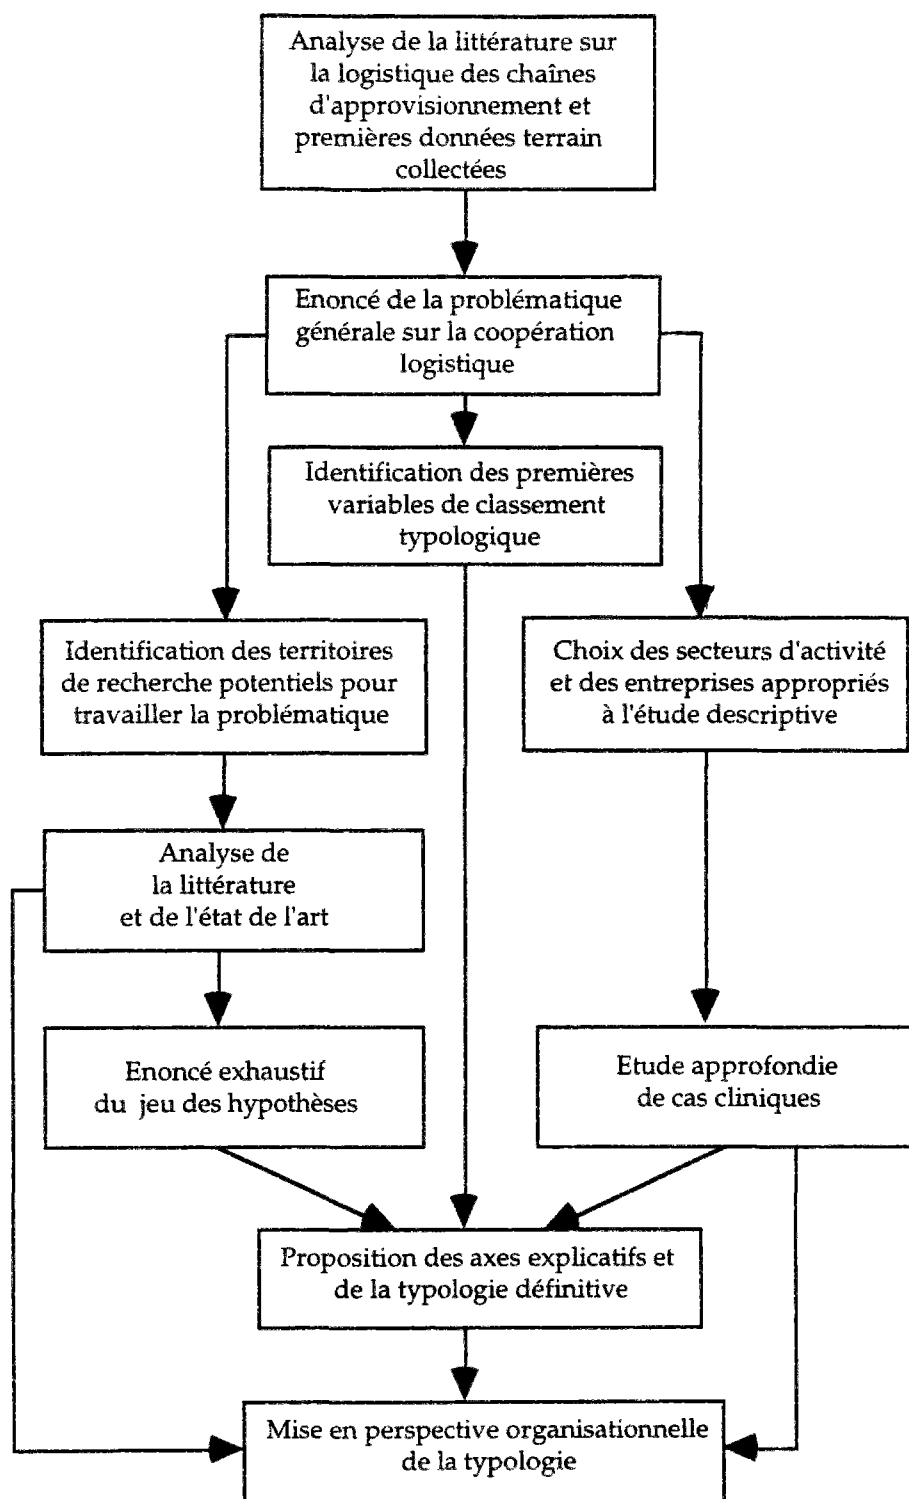 Analyse de la littérature sur
la logistique des chaînes
d'approvisionnement et
premières données terrain
collectées
Enoncé de la problématique
générale sur la coopération
logistique
Identification des premières
variables de classement
typologique
Identification des territoires
de recherche potentiels pour
travailler la problématique
Choix des secteurs d'activité
et des entreprises appropriés
à l'étude descriptive
Analyse de
la littérature
et de l'état de l'art
Enoncé exhaustif
du jeu des hypothèses
Etude approfondie
de cas cliniques
Proposition des axes explicatifs et
de la typologie définitive
Mise en perspective organisationnelle
de la typologie